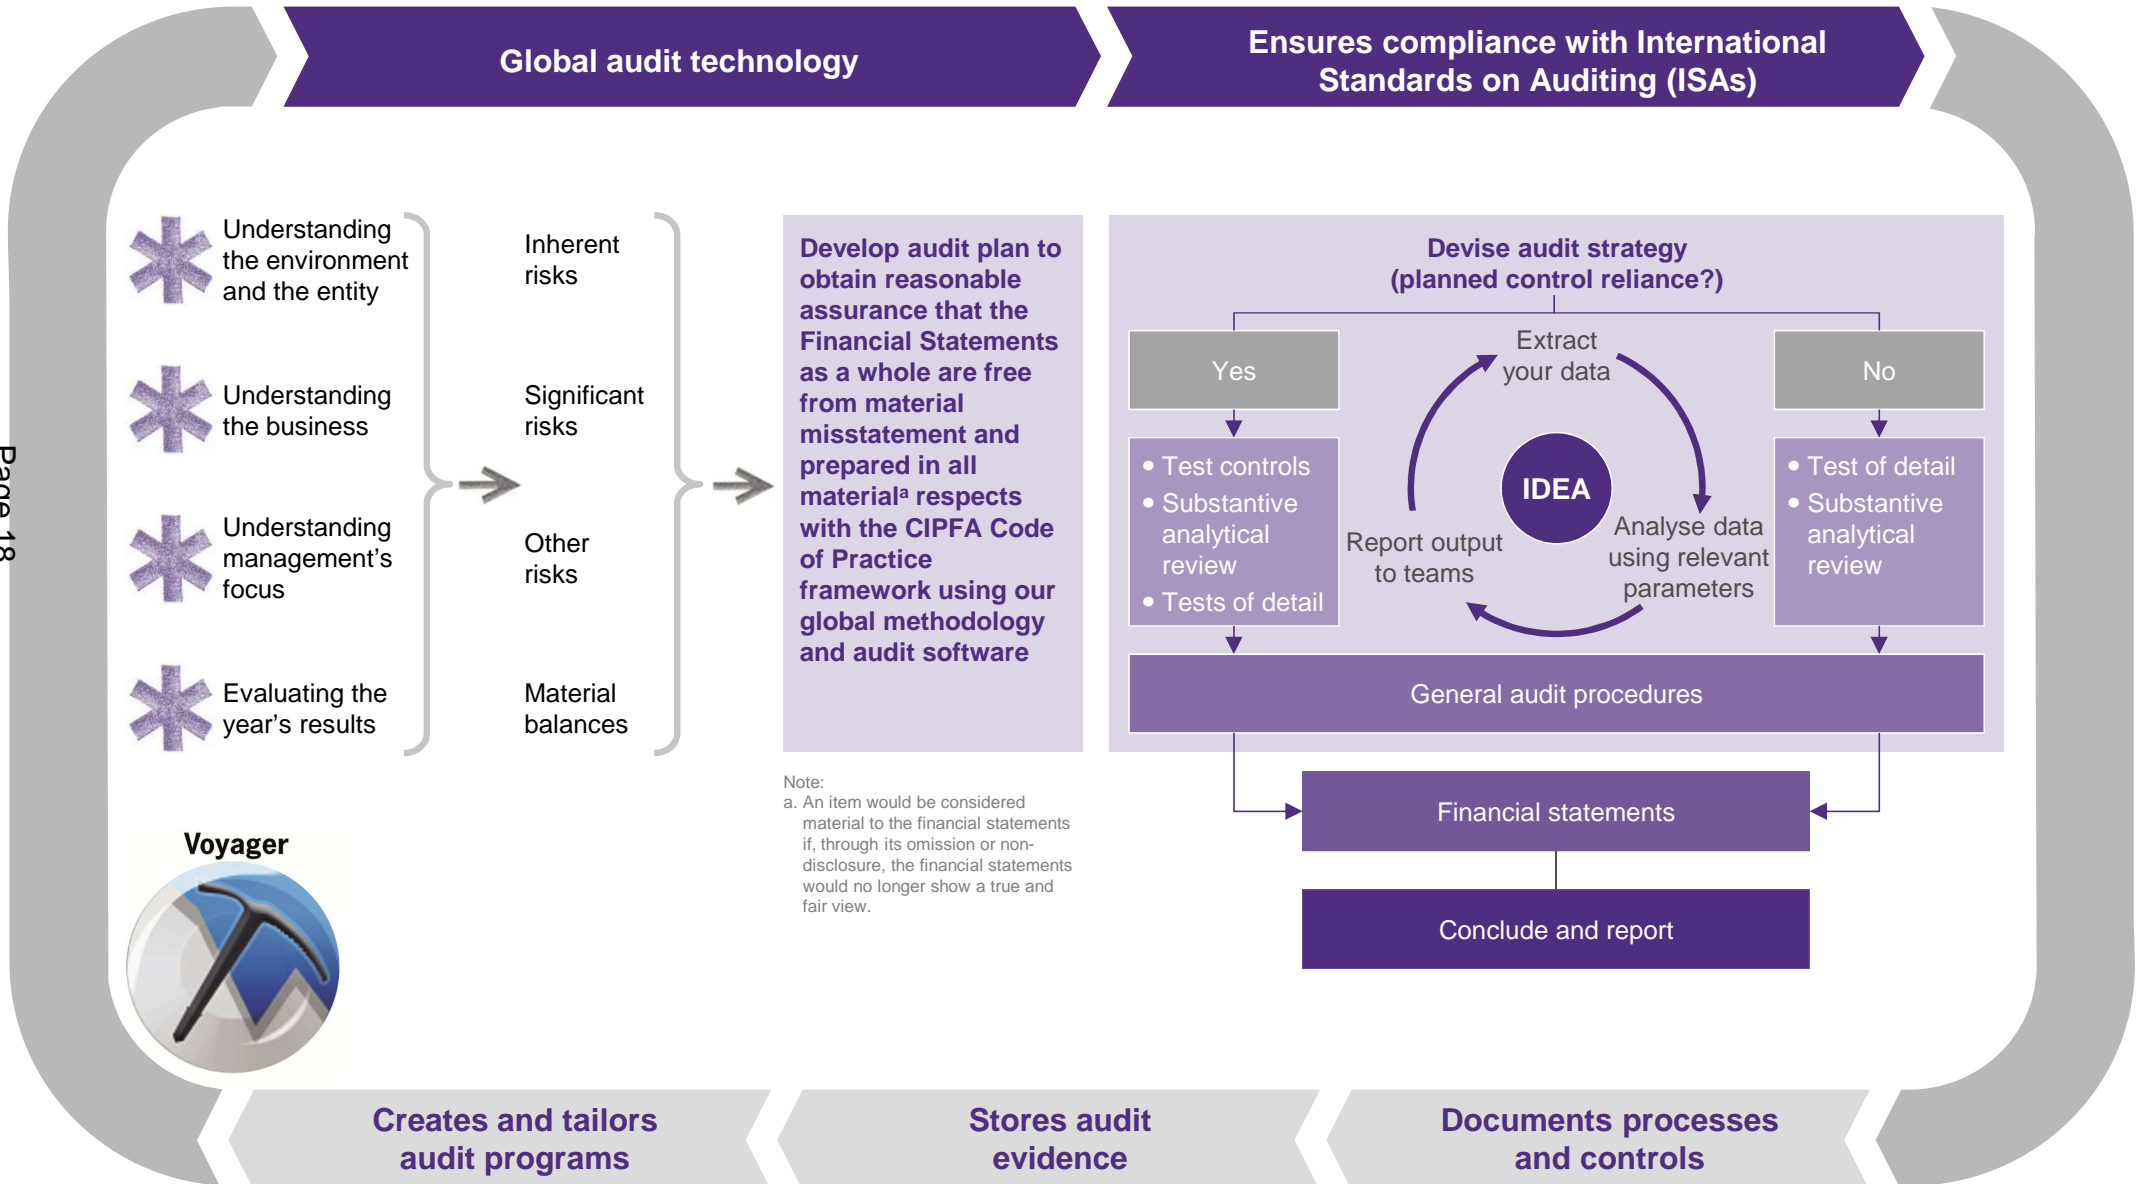 Global audit technology
Ensures compliance with International
Standards on Auditing (ISAs)
Page 18
Understanding
the environment
and the entity
Understanding
the business
Understanding
management’s
focus
Evaluating the
year’s results
Inherent
risks
Significant
risks
Other
risks
Material
balances
Develop audit plan to
obtain reasonable
assurance that the
Financial Statements
as a whole are free
from material
misstatement and
prepared in all
materialᵃ respects
with the CIPFA Code
of Practice
framework using our
global methodology
and audit software
Note:
a. An item would be considered
material to the financial statements
if, through its omission or non-
disclosure, the financial statements
would no longer show a true and
fair view.
Devise audit strategy
(planned control reliance?)
Yes
• Test controls
• Substantive
analytical
review
• Tests of detail
Extract
your data
IDEA
Analyse data
using relevant
parameters
Report output
to teams
No
• Test of detail
• Substantive
analytical
review
General audit procedures
Financial statements
Conclude and report
Voyager
Creates and tailors
audit programs
Stores audit
evidence
Documents processes
and controls